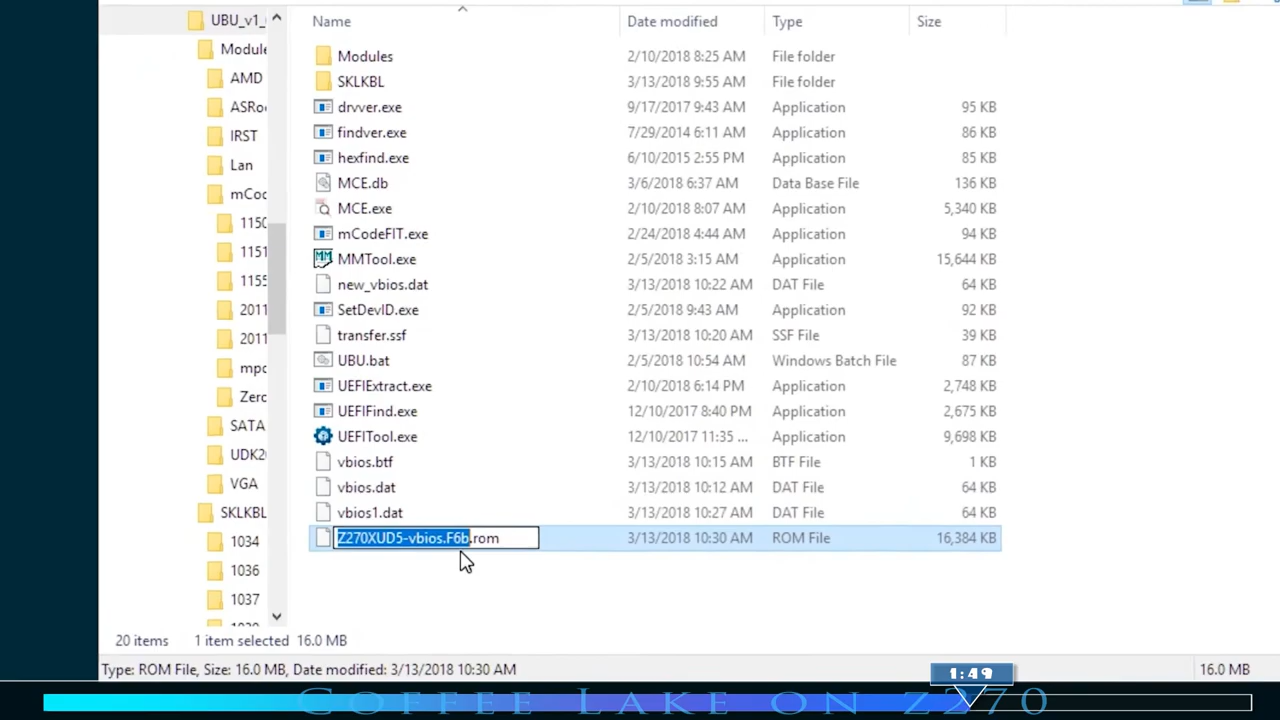 UBU_v1_
Module
AMD
ASRo
IRST
Lan
mCod
1150
1151
1155
2011
2011
mpc
Zero
SATA
UDK20
VGA
SKLKBL
1034
1036
1037
Name Date modified Type Size
Modules 2/10/2018 8:25 AM File folder
SKLKBL 3/13/2018 9:55 AM File folder
drvver.exe 9/17/2017 9:43 AM Application 95 KB
findver.exe 7/29/2014 6:11 AM Application 86 KB
hexfind.exe 6/10/2015 2:55 PM Application 85 KB
MCE.db 3/6/2018 6:37 AM Data Base File 136 KB
MCE.exe 2/10/2018 8:07 AM Application 5,340 KB
mCodeFIT.exe 2/24/2018 4:44 AM Application 94 KB
MMTool.exe 2/5/2018 3:15 AM Application 15,644 KB
new_vbios.dat 3/13/2018 10:22 AM DAT File 64 KB
SetDevID.exe 2/5/2018 9:43 AM Application 92 KB
transfer.ssf 3/13/2018 10:20 AM SSF File 39 KB
UBU.bat 2/5/2018 10:54 AM Windows Batch File 87 KB
UEFIExtract.exe 2/10/2018 6:14 PM Application 2,748 KB
UEFIFind.exe 12/10/2017 8:40 PM Application 2,675 KB
UEFITool.exe 12/10/2017 11:35 ... Application 9,698 KB
vbios.btf 3/13/2018 10:15 AM BTF File 1 KB
vbios.dat 3/13/2018 10:12 AM DAT File 64 KB
vbios1.dat 3/13/2018 10:27 AM DAT File 64 KB
Z270XUD5-vbios.F6b.rom 3/13/2018 10:30 AM ROM File 16,384 KB
20 items 1 item selected 16.0 MB
Type: ROM File, Size: 16.0 MB, Date modified: 3/13/2018 10:30 AM 16.0 MB
1:49
Coffee Lake on z270